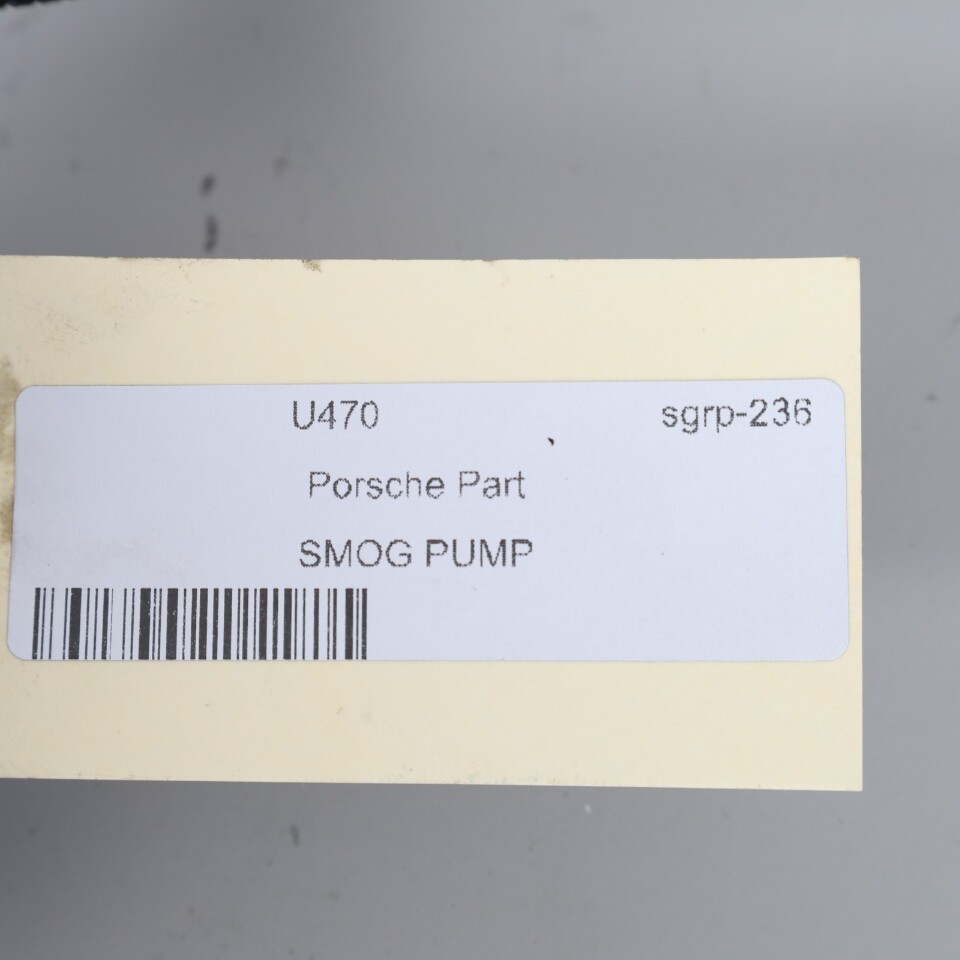 U470 sgrp-236
Porsche Part
SMOG PUMP